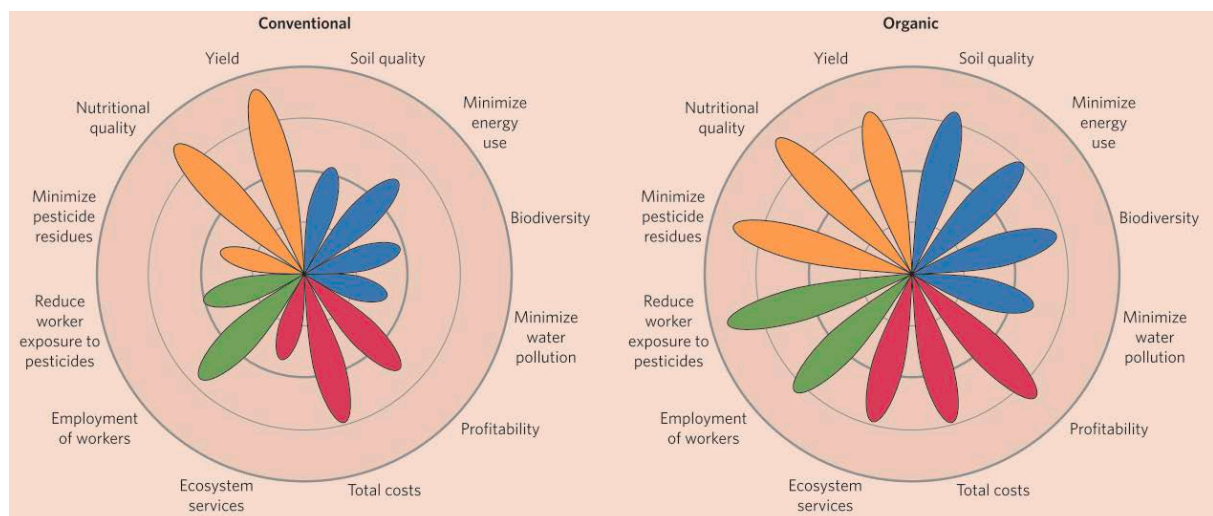 Conventional
Yield
Soil quality
Nutritional
quality
Minimize
energy
use
Minimize
pesticide
residues
Biodiversity
Reduce
worker
exposure to
pesticides
Minimize
water
pollution
Employment
of workers
Profitability
Ecosystem
services
Total costs
Organic
Yield
Soil quality
Nutritional
quality
Minimize
energy
use
Minimize
pesticide
residues
Biodiversity
Reduce
worker
exposure to
pesticides
Minimize
water
pollution
Employment
of workers
Profitability
Ecosystem
services
Total costs